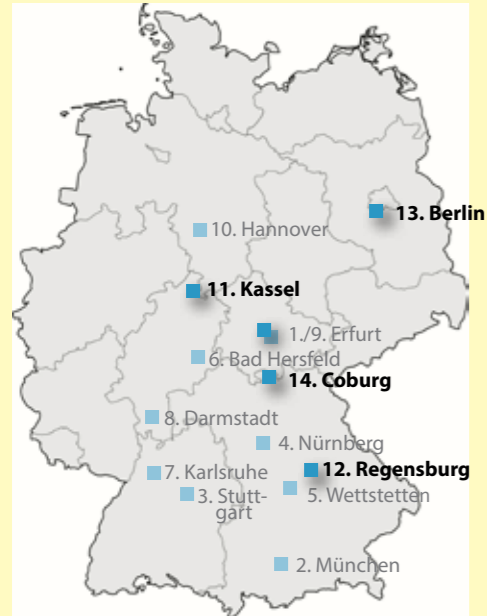 13. Berlin
10. Hannover
11. Kassel
1./9. Erfurt
6. Bad Hersfeld
14. Coburg
8. Darmstadt
4. Nürnberg
7. Karlsruhe
12. Regensburg
3. Stutt-
gart
5. Wettstetten
2. München